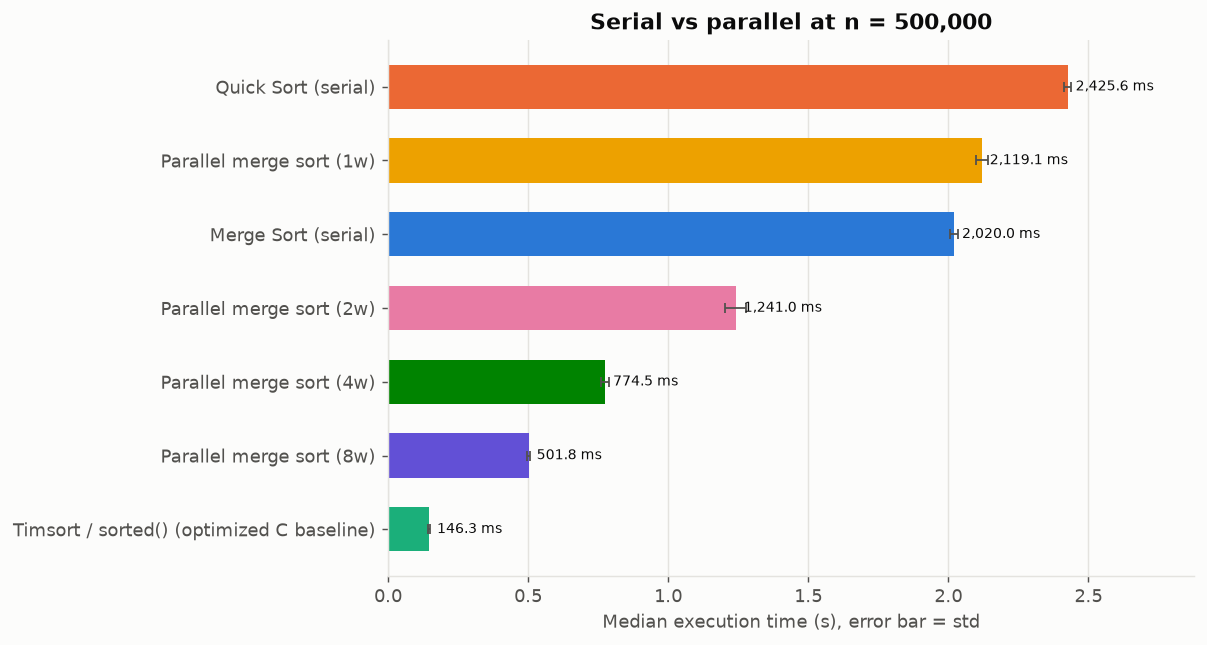 Serial vs parallel at n = 500,000
Quick Sort (serial)
2,425.6 ms
Parallel merge sort (1w)
2,119.1 ms
Merge Sort (serial)
2,020.0 ms
Parallel merge sort (2w)
1,241.0 ms
Parallel merge sort (4w)
774.5 ms
Parallel merge sort (8w)
501.8 ms
Timsort / sorted() (optimized C baseline)
146.3 ms
0.0 0.5 1.0 1.5 2.0 2.5
Median execution time (s), error bar = std